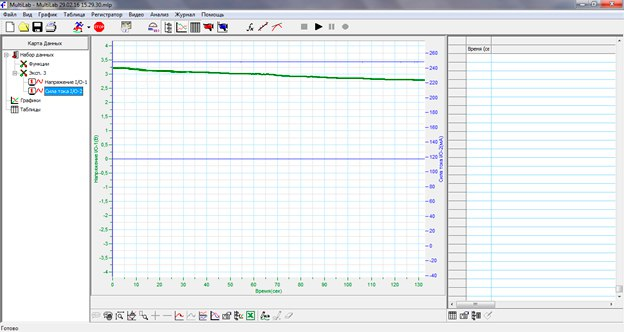 MultiLab - MultiLab 29.02.16 15.29.30.mlp
Файл Вид График Таблица Регистратор Видео Анализ Журнал Помощь
STOP
Карта Данных
Набор данных
Функции
Эксп. 3
Напряжение I/O-1
Сила тока I/O-2
Графики
Таблицы
Напряжение I/O-1(В)
4
3,5
3
2,5
2
1,5
1
0,5
0
-0,5
-1
-1,5
-2
-2,5
-3
-3,5
-4
0 10 20 30 40 50 60 70 80 90 100 110 120 130
Время(сек)
260
240
220
200
180
160
140
120
100
80
60
40
20
0
-20
-40
Сила тока I/O-2(мА)
Время (се
Готово